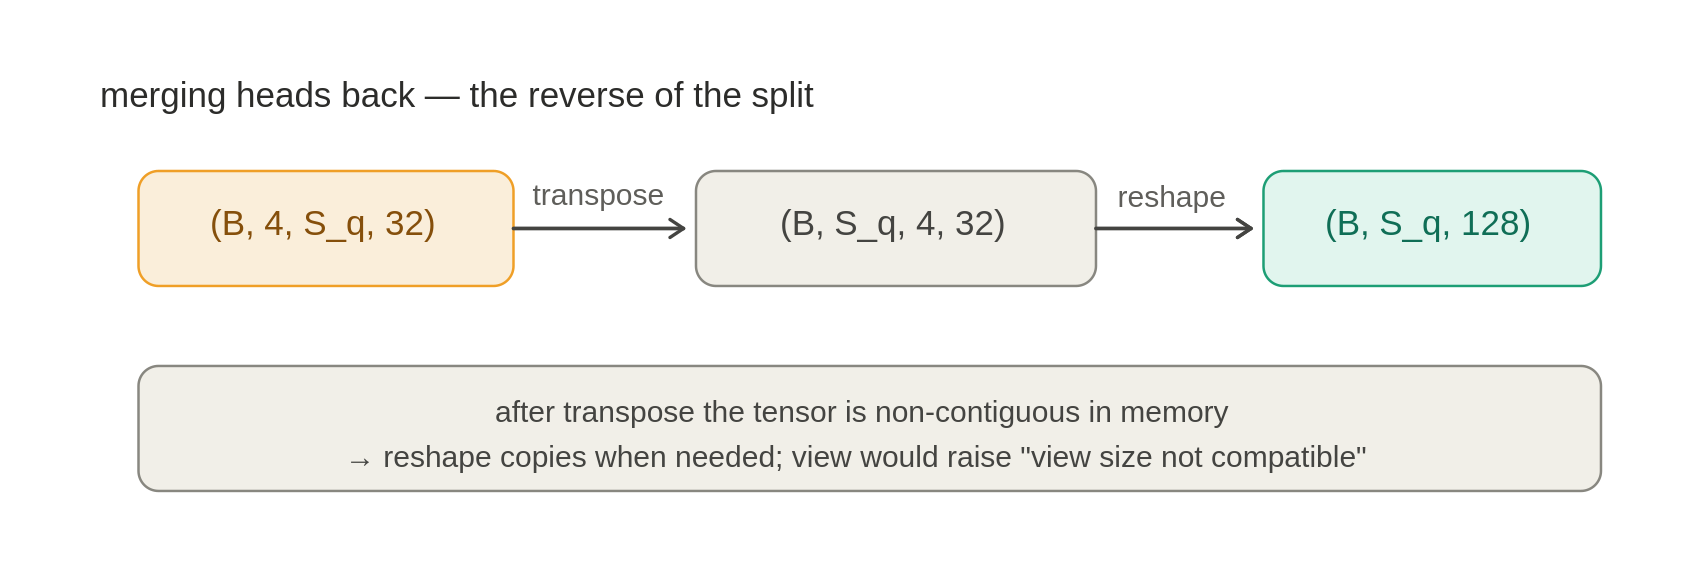 merging heads back — the reverse of the split
(B, 4, S_q, 32)
transpose
(B, S_q, 4, 32)
reshape
(B, S_q, 128)
after transpose the tensor is non-contiguous in memory
→ reshape copies when needed; view would raise "view size not compatible"